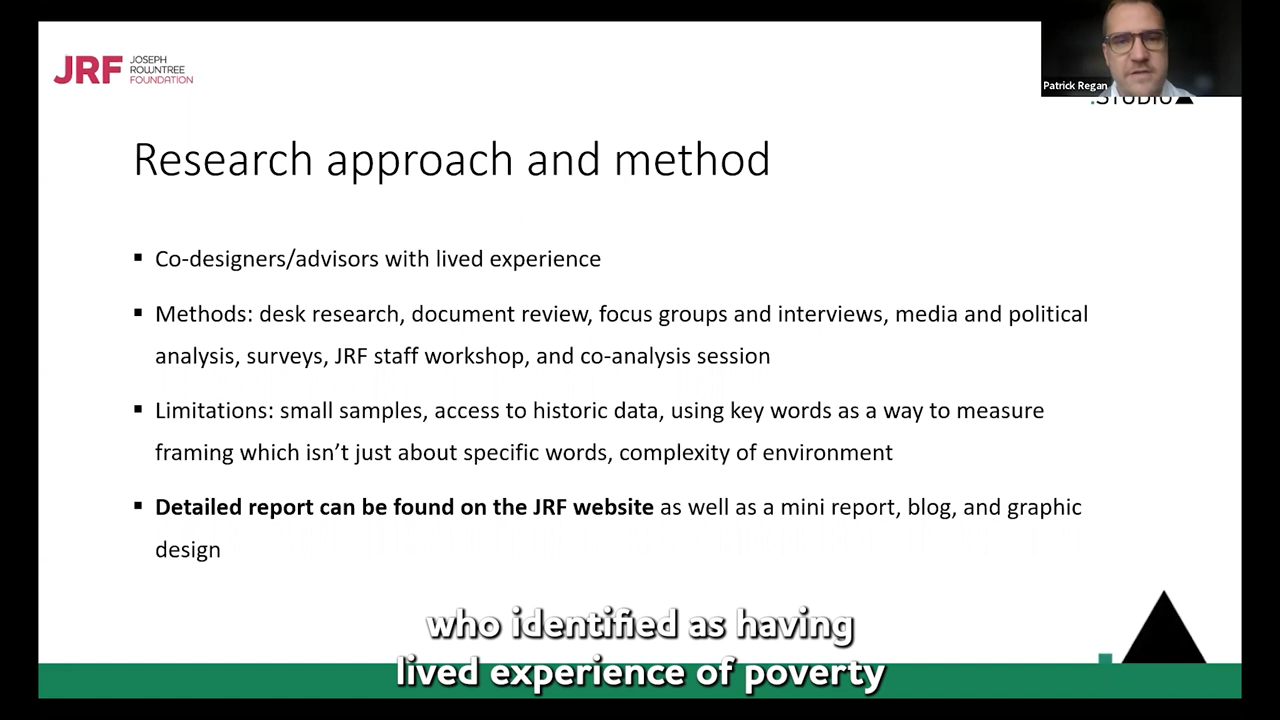 JRF JOSEPH
ROWNTREE
FOUNDATION
Patrick Regan
.STUDIO
Research approach and method
▪ Co-designers/advisors with lived experience
▪ Methods: desk research, document review, focus groups and interviews, media and political
analysis, surveys, JRF staff workshop, and co-analysis session
▪ Limitations: small samples, access to historic data, using key words as a way to measure
framing which isn’t just about specific words, complexity of environment
▪ Detailed report can be found on the JRF website as well as a mini report, blog, and graphic
design
who identified as having
lived experience of poverty